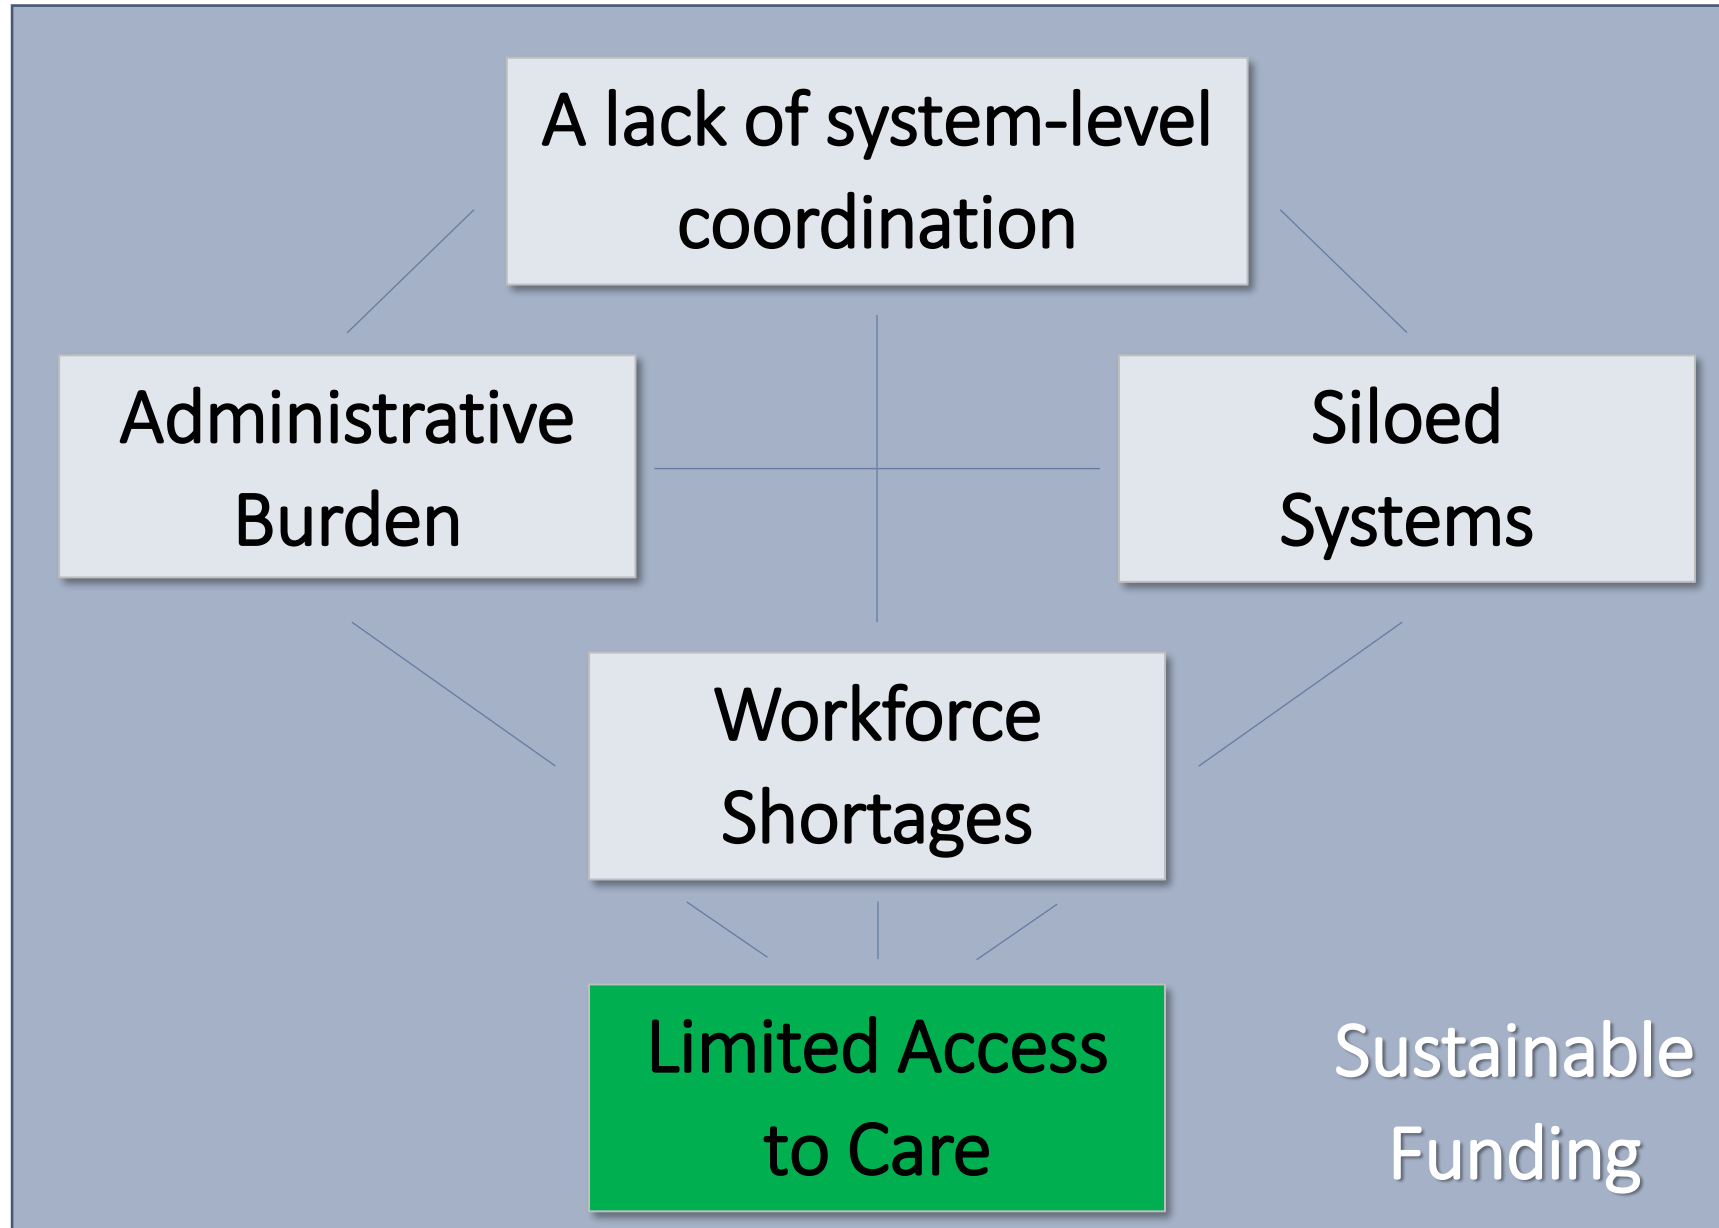 A lack of system-level
coordination
Administrative
Burden
Siloed
Systems
Workforce
Shortages
Limited Access
to Care
Sustainable
Funding